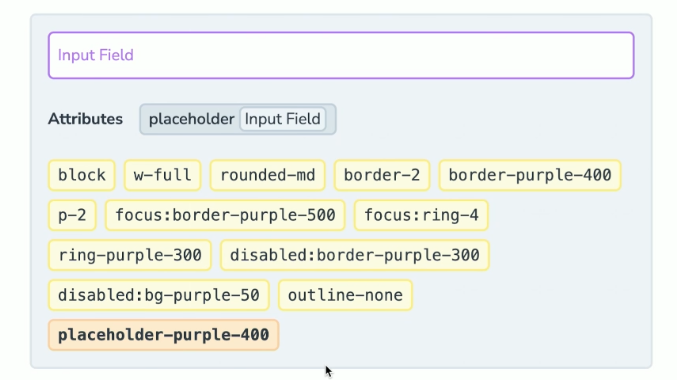 Input Field
Attributes placeholder Input Field
block w-full rounded-md border-2 border-purple-400
p-2 focus:border-purple-500 focus:ring-4
ring-purple-300 disabled:border-purple-300
disabled:bg-purple-50 outline-none
placeholder-purple-400